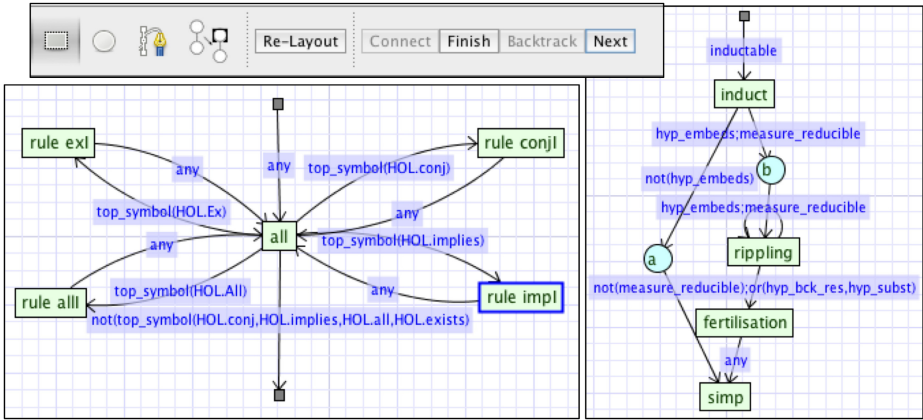 Re-Layout Connect Finish Backtrack Next
rule exI
rule conjI
any
any
top_symbol(HOL.conj)
top_symbol(HOL.Ex)
any
all
any
top_symbol(HOL.implies)
rule allI
top_symbol(HOL.All)
any
rule impI
not(top_symbol(HOL.conj,HOL.implies,HOL.all,HOL.exists)
inductable
induct
hyp_embeds;measure_reducible
not(hyp_embeds)
b
hyp_embeds;measure_reducible
a
rippling
not(measure_reducible);or(hyp_bck_res,hyp_subst)
fertilisation
any
simp